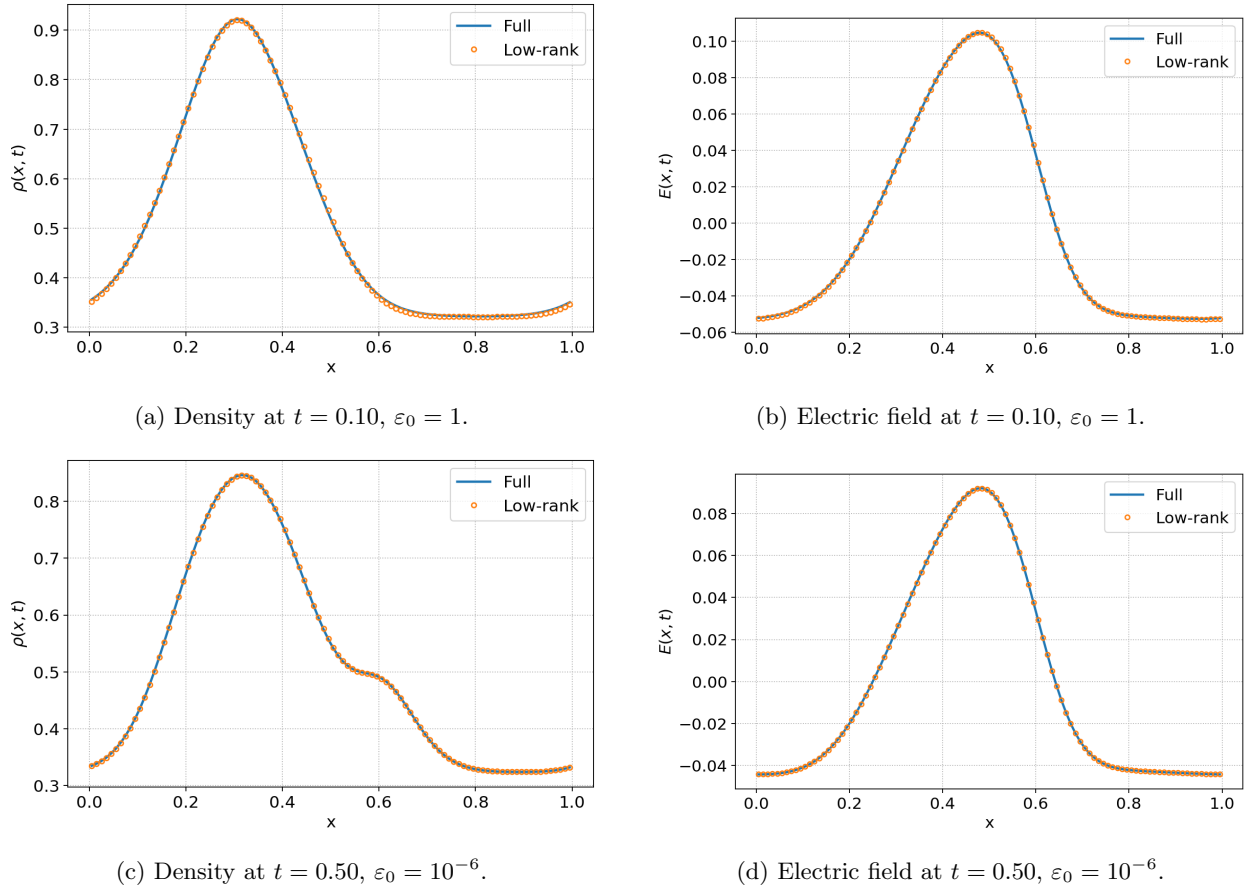 0.9
0.8
0.7
0.6
0.5
0.4
0.3
ρ(x, t)
0.0 0.2 0.4 0.6 0.8 1.0
x
Full
Low-rank
(a) Density at t = 0.10, ε₀ = 1.
0.10
0.08
0.06
0.04
0.02
0.00
−0.02
−0.04
−0.06
E(x, t)
0.0 0.2 0.4 0.6 0.8 1.0
x
Full
Low-rank
(b) Electric field at t = 0.10, ε₀ = 1.
0.8
0.7
0.6
0.5
0.4
0.3
ρ(x, t)
0.0 0.2 0.4 0.6 0.8 1.0
x
Full
Low-rank
(c) Density at t = 0.50, ε₀ = 10⁻⁶.
0.08
0.06
0.04
0.02
0.00
−0.02
−0.04
E(x, t)
0.0 0.2 0.4 0.6 0.8 1.0
x
Full
Low-rank
(d) Electric field at t = 0.50, ε₀ = 10⁻⁶.